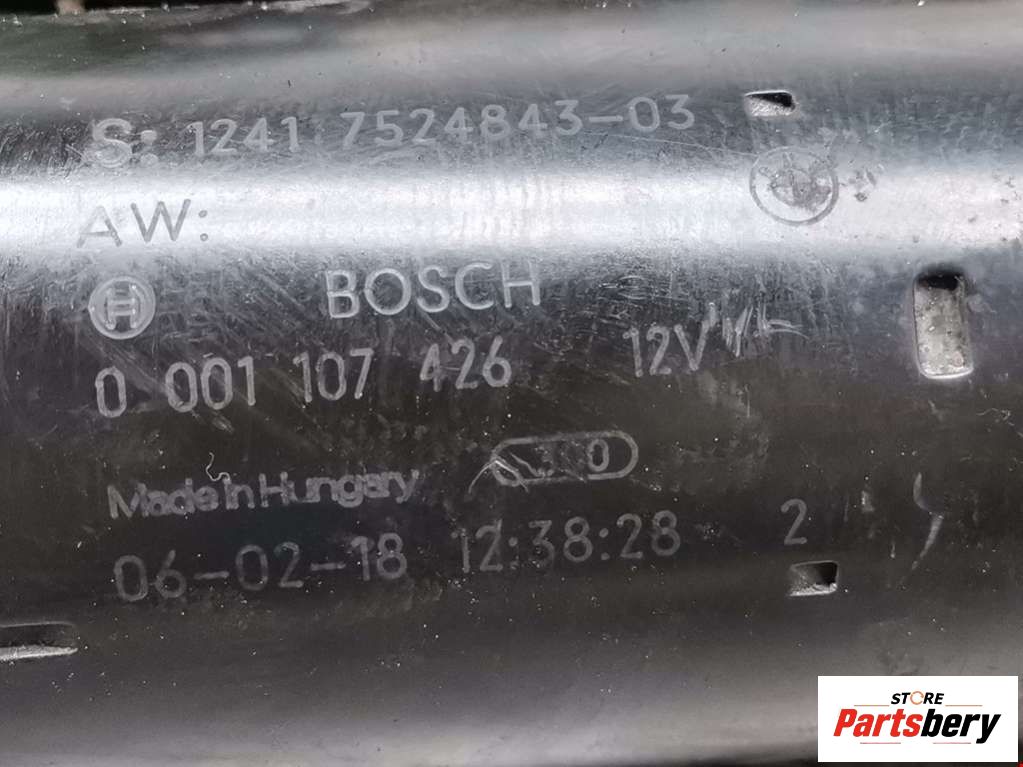 S: 1241 7524843-03
AW:
BOSCH
0 001 107 426 12V
Made in Hungary
06-02-18 12:38:28 2
STORE
Partsbery